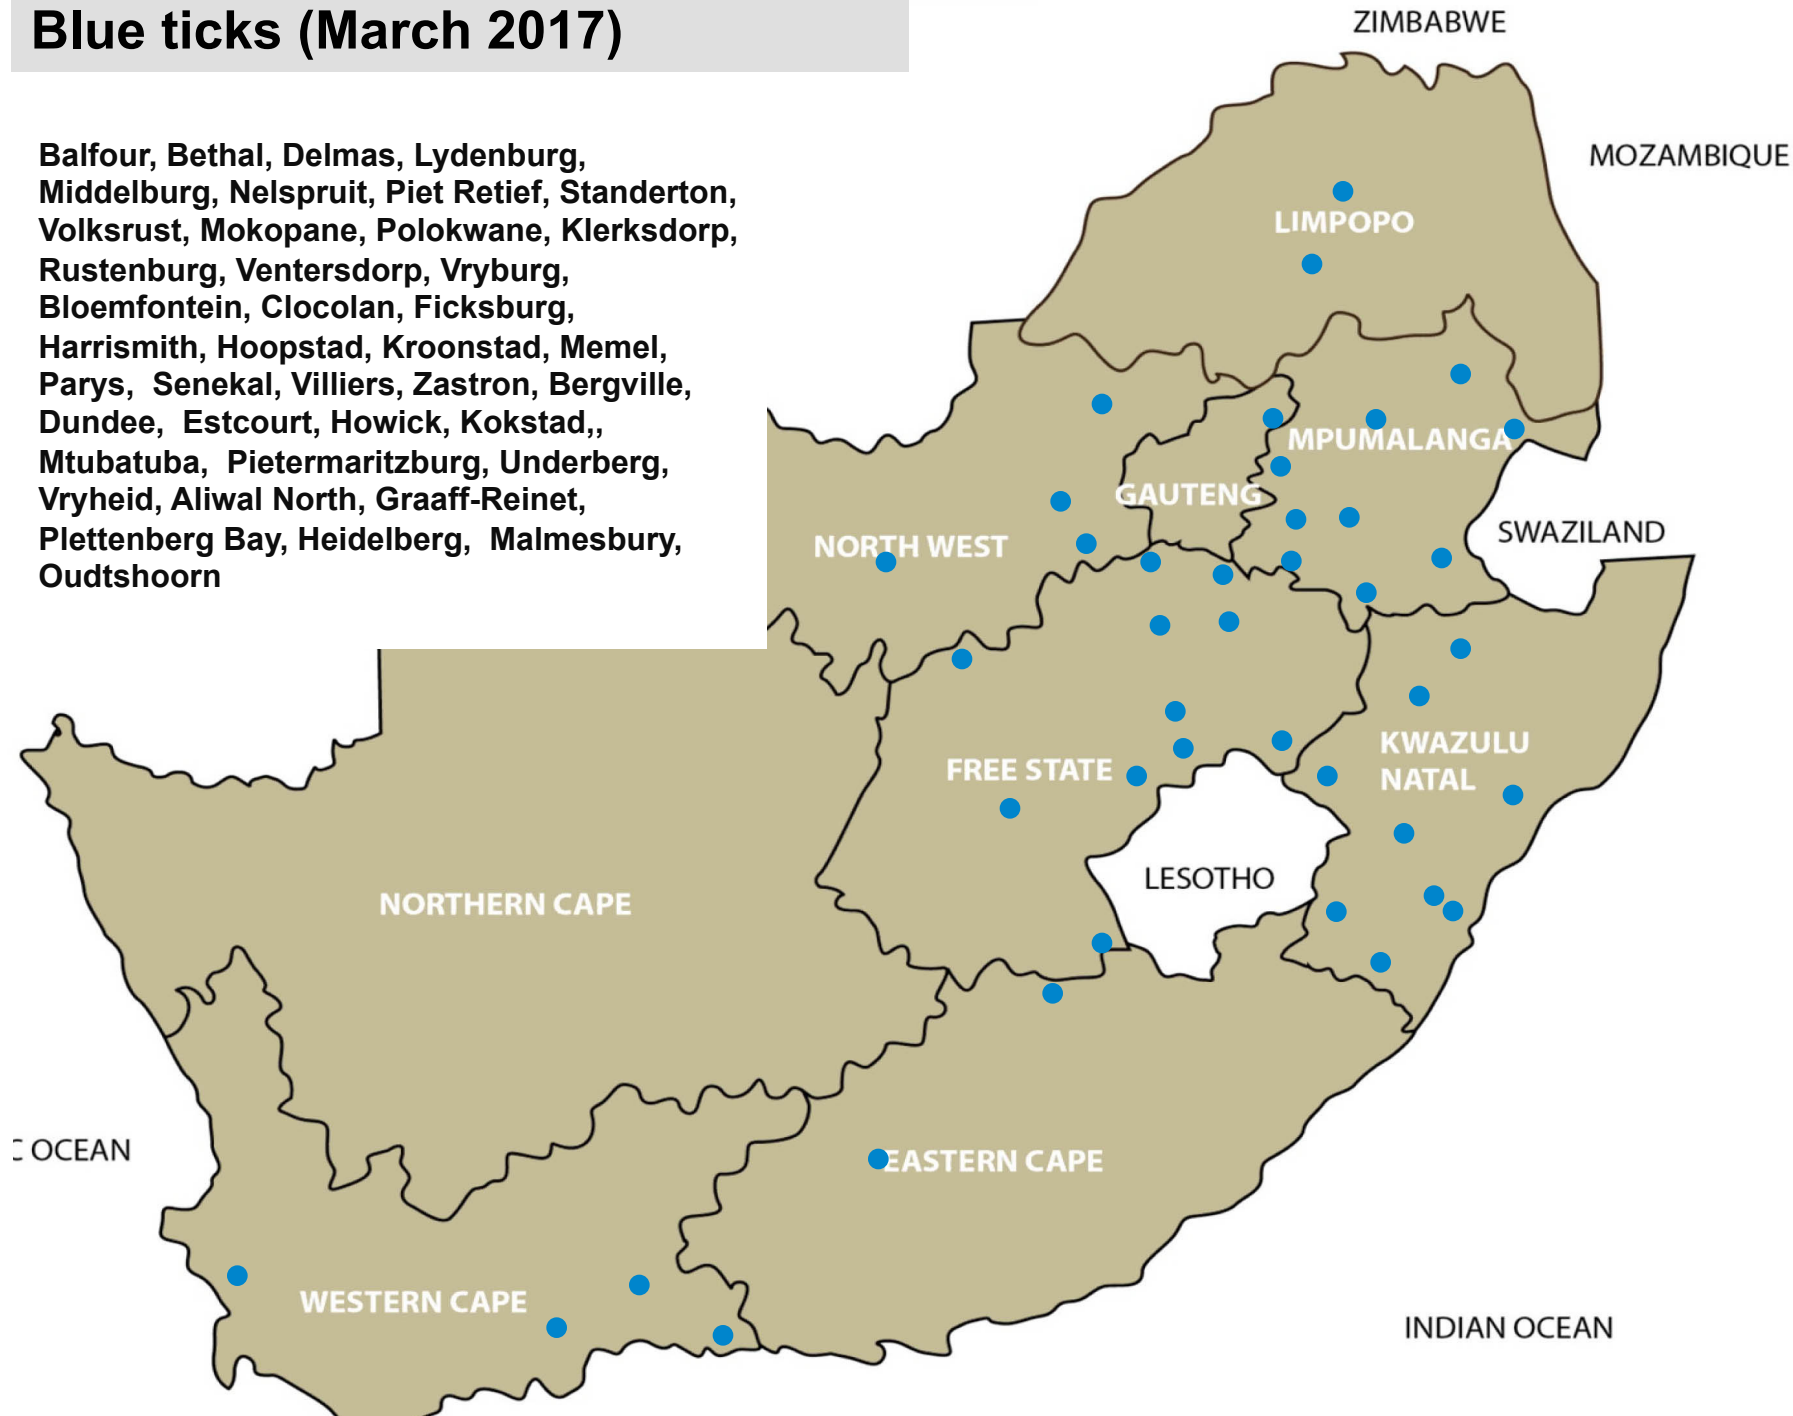 Blue ticks (March 2017)
Balfour, Bethal, Delmas, Lydenburg,
Middelburg, Nelspruit, Piet Retief, Standerton,
Volksrust, Mokopane, Polokwane, Klerksdorp,
Rustenburg, Ventersdorp, Vryburg,
Bloemfontein, Clocolan, Ficksburg,
Harrismith, Hoopstad, Kroonstad, Memel,
Parys,  Senekal, Villiers, Zastron, Bergville,
Dundee,  Estcourt, Howick, Kokstad,,
Mtubatuba,  Pietermaritzburg, Underberg,
Vryheid, Aliwal North, Graaff-Reinet,
Plettenberg Bay, Heidelberg,  Malmesbury,
Oudtshoorn
ZIMBABWE
MOZAMBIQUE
LIMPOPO
MPUMALANGA
GAUTENG
SWAZILAND
NORTH WEST
KWAZULU
NATAL
FREE STATE
LESOTHO
NORTHERN CAPE
C OCEAN
EASTERN CAPE
WESTERN CAPE
INDIAN OCEAN